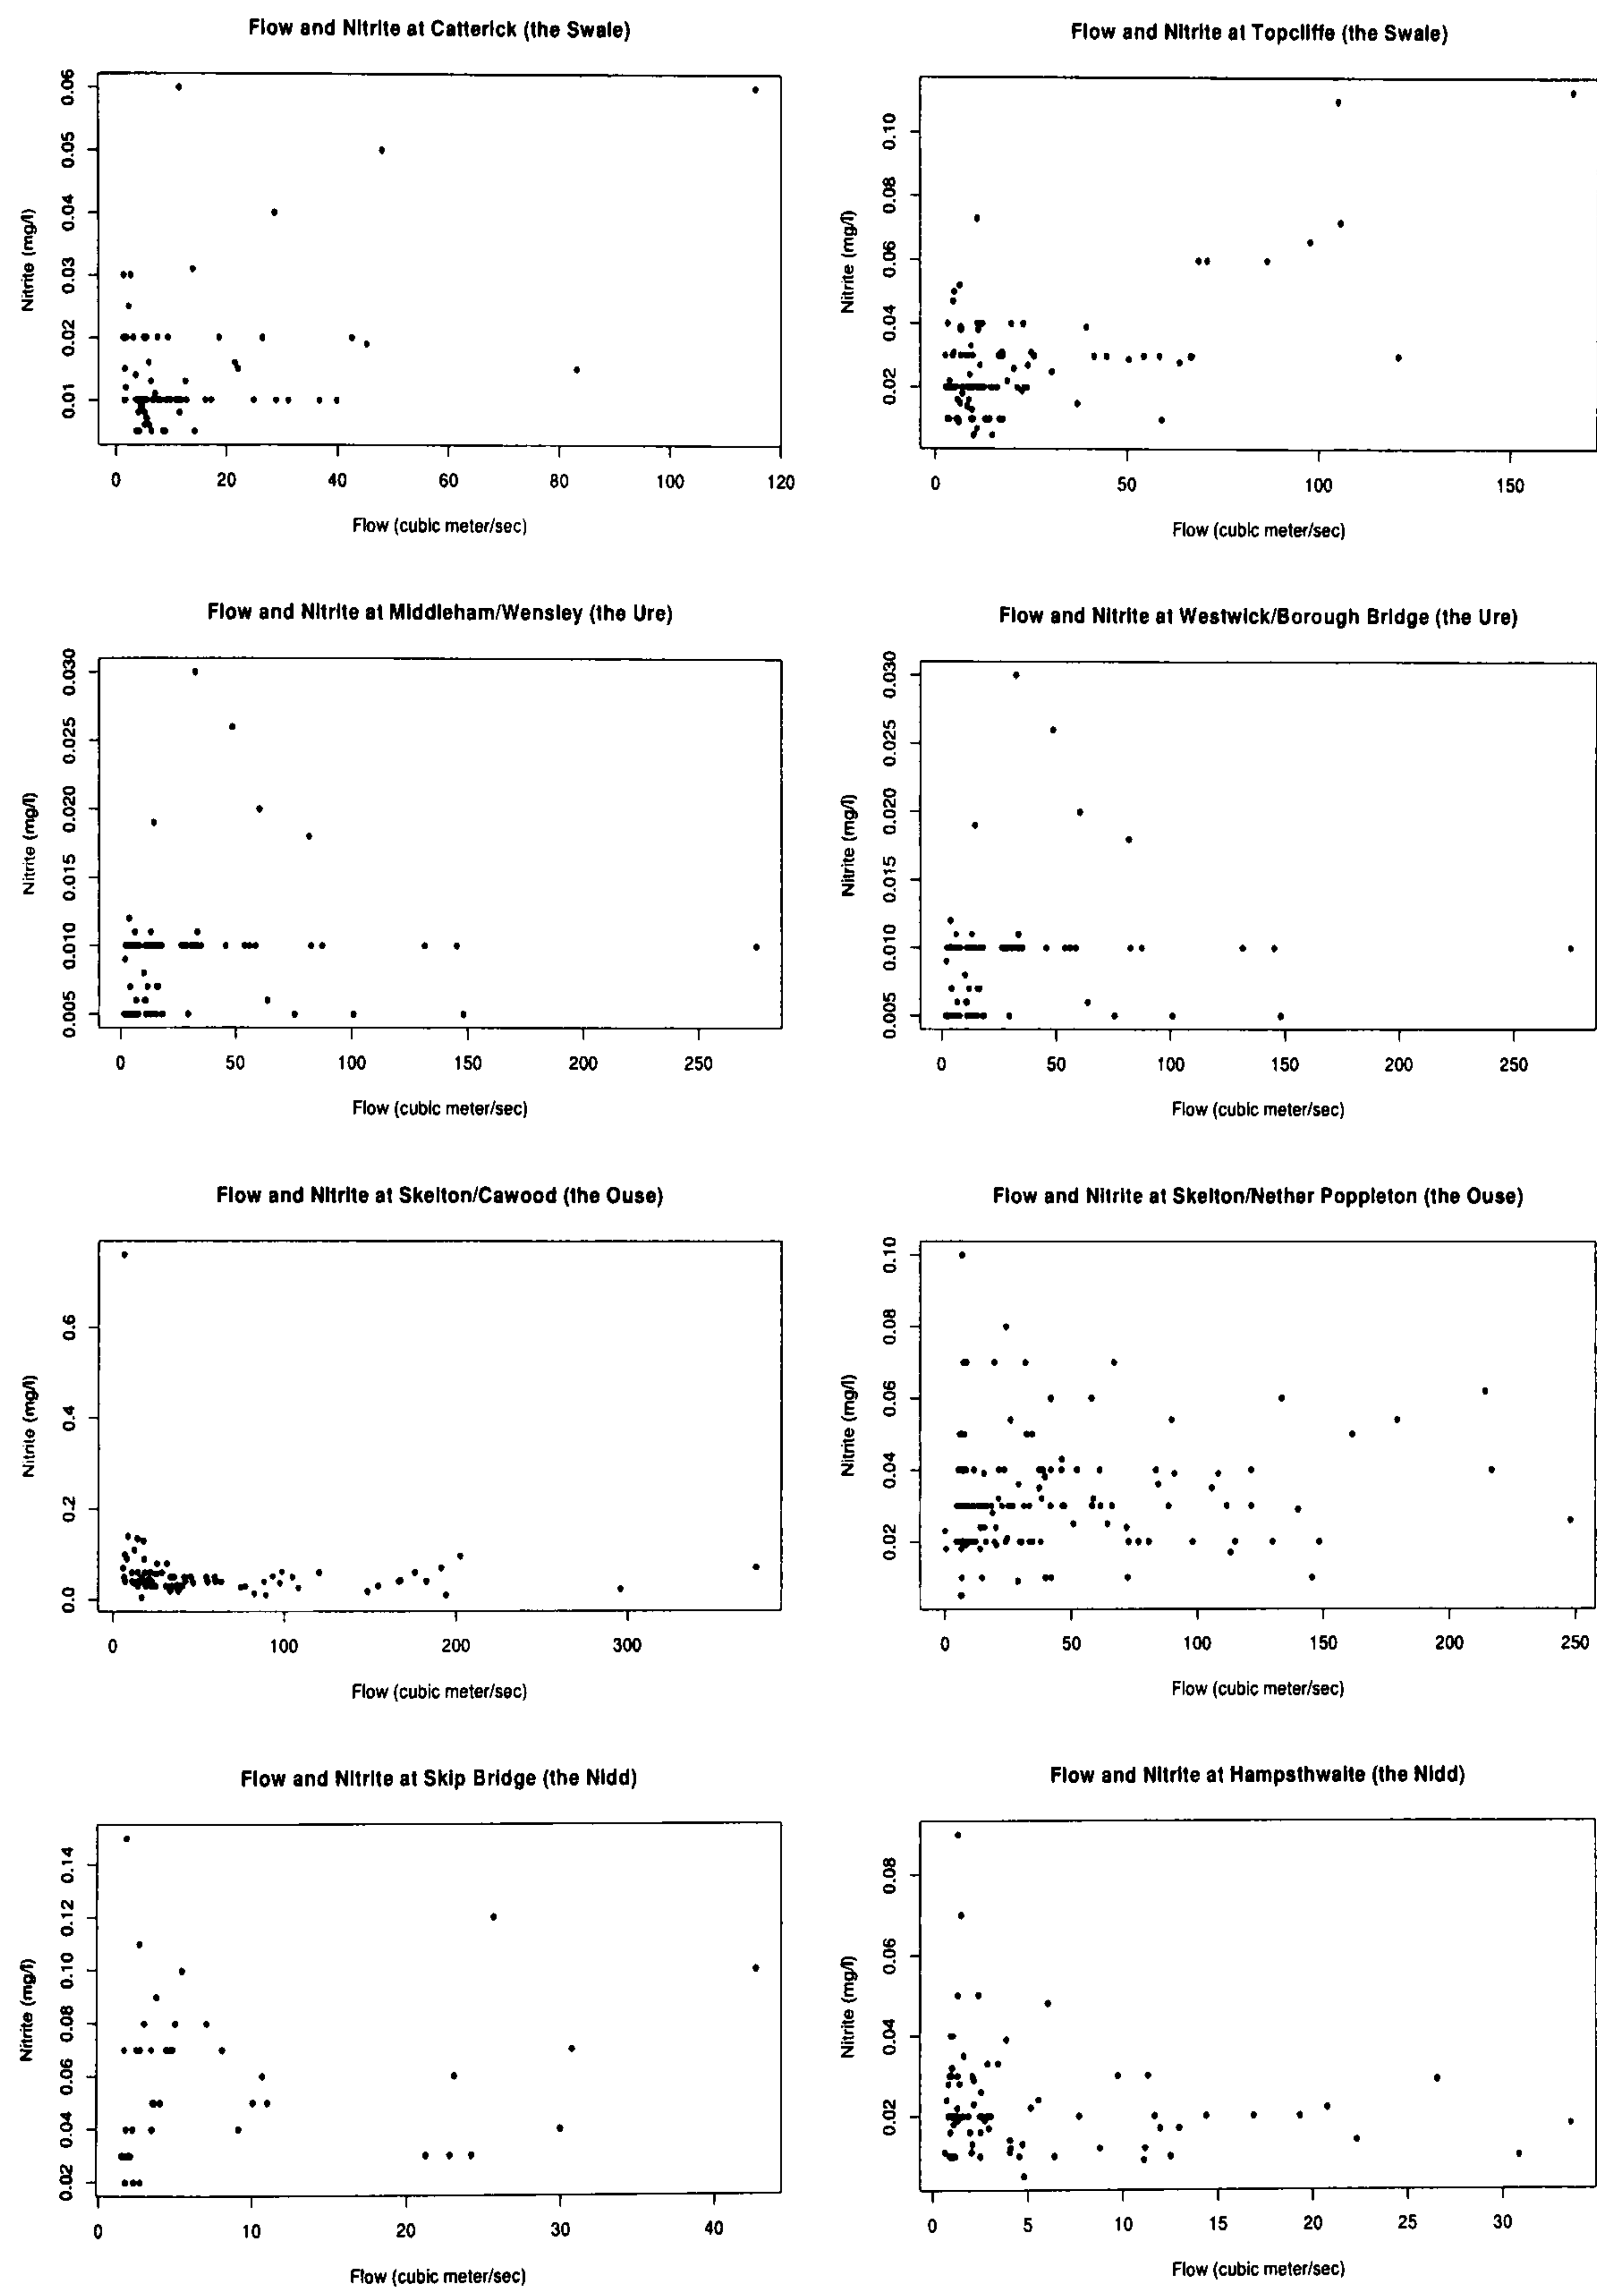 Flow and Nitrite at Catterick (the Swale)
Nitrite (mg/l)
0.06
0.05
0.04
0.03
0.02
0.01
0 20 40 60 80 100 120
Flow (cubic meter/sec)
Flow and Nitrite at Topcliffe (the Swale)
Nitrite (mg/l)
0.10
0.08
0.06
0.04
0.02
0 50 100 150
Flow (cubic meter/sec)
Flow and Nitrite at Middleham/Wensley (the Ure)
Nitrite (mg/l)
0.030
0.025
0.020
0.015
0.010
0.005
0 50 100 150 200 250
Flow (cubic meter/sec)
Flow and Nitrite at Westwick/Borough Bridge (the Ure)
Nitrite (mg/l)
0.030
0.025
0.020
0.015
0.010
0.005
0 50 100 150 200 250
Flow (cubic meter/sec)
Flow and Nitrite at Skelton/Cawood (the Ouse)
Nitrite (mg/l)
0.6
0.4
0.2
0.0
0 100 200 300
Flow (cubic meter/sec)
Flow and Nitrite at Skelton/Nether Poppleton (the Ouse)
Nitrite (mg/l)
0.10
0.08
0.06
0.04
0.02
0 50 100 150 200 250
Flow (cubic meter/sec)
Flow and Nitrite at Skip Bridge (the Nidd)
Nitrite (mg/l)
0.14
0.12
0.10
0.08
0.06
0.04
0.02
0 10 20 30 40
Flow (cubic meter/sec)
Flow and Nitrite at Hampsthwaite (the Nidd)
Nitrite (mg/l)
0.08
0.06
0.04
0.02
0 5 10 15 20 25 30
Flow (cubic meter/sec)